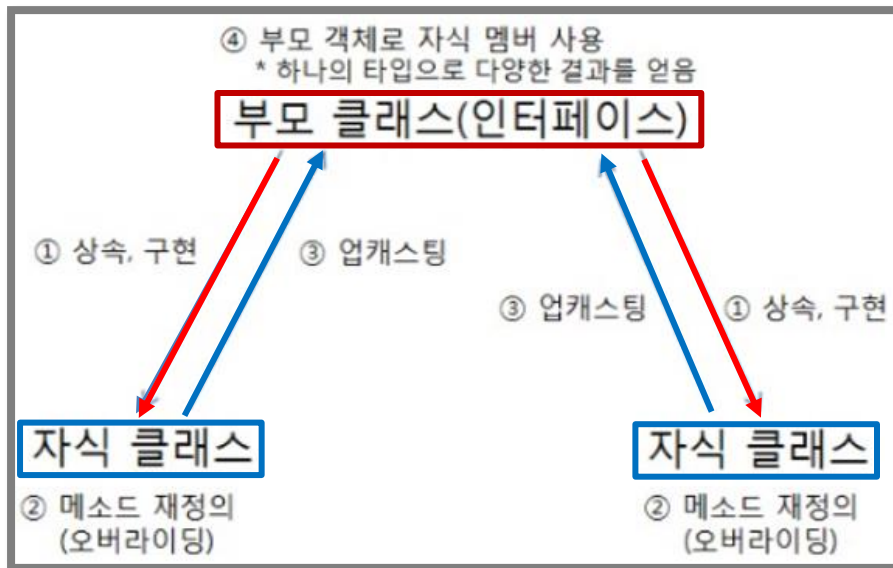 ④ 부모 객체로 자식 멤버 사용
* 하나의 타입으로 다양한 결과를 얻음
부모 클래스(인터페이스)
① 상속, 구현
③ 업캐스팅
③ 업캐스팅
① 상속, 구현
자식 클래스
② 메소드 재정의
(오버라이딩)
자식 클래스
② 메소드 재정의
(오버라이딩)